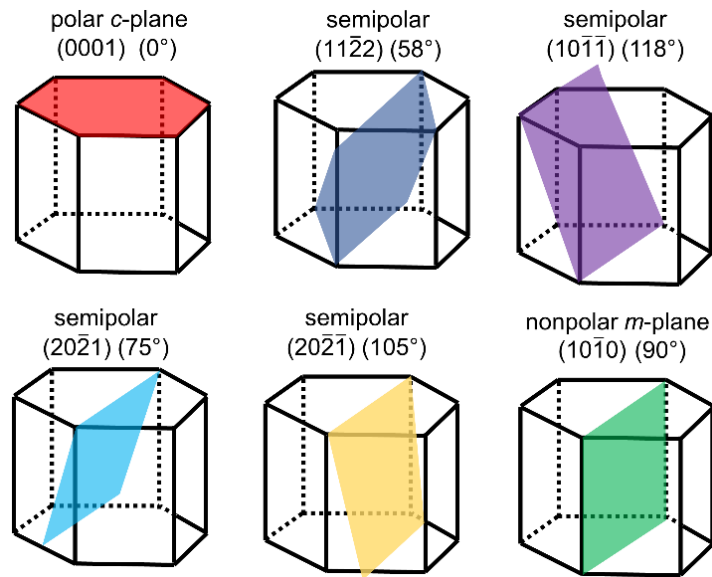 polar c-plane
(0001) (0°)
semipolar
(112̅2) (58°)
semipolar
(101̅1̅) (118°)
semipolar
(202̅1) (75°)
semipolar
(202̅1̅) (105°)
nonpolar m-plane
(101̅0) (90°)